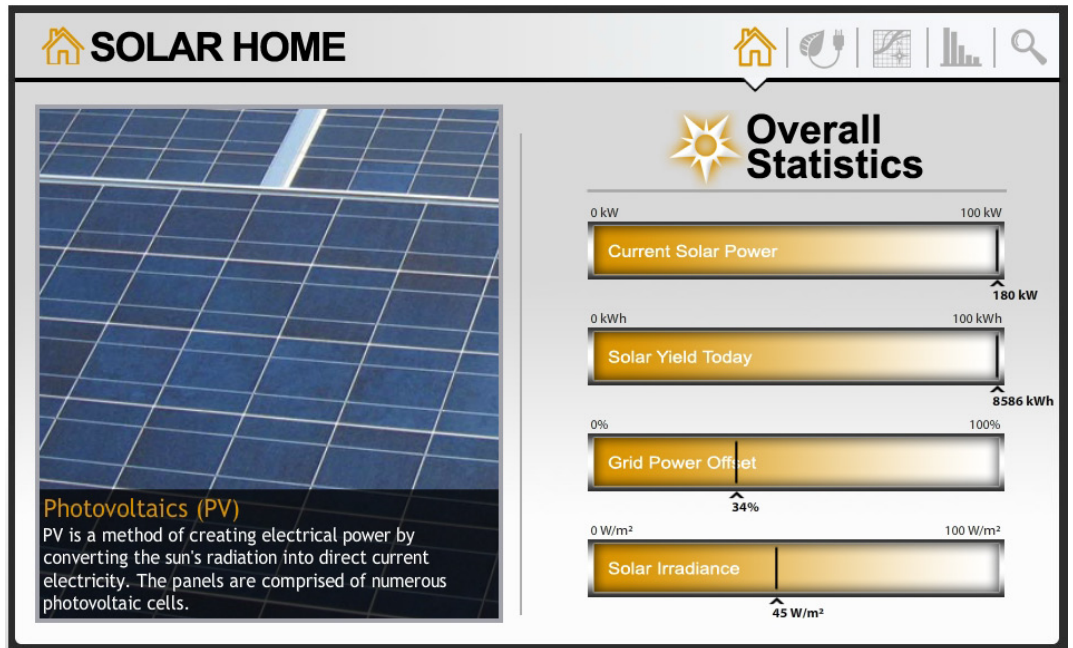 SOLAR HOME
Overall
Statistics
0 kW 100 kW
Current Solar Power
180 kW
0 kWh 100 kWh
Solar Yield Today
8586 kWh
0% 100%
Grid Power Offset
34%
0 W/m² 100 W/m²
Solar Irradiance
45 W/m²
Photovoltaics (PV)
PV is a method of creating electrical power by
converting the sun's radiation into direct current
electricity. The panels are comprised of numerous
photovoltaic cells.